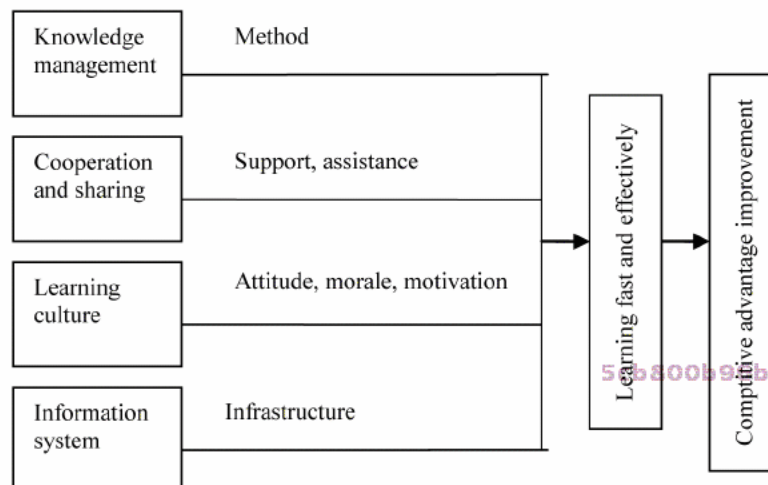 Knowledge
management
Method
Cooperation
and sharing
Support, assistance
Learning
culture
Attitude, morale, motivation
Information
system
Infrastructure
Learning fast and effectively
Comptitive advantage improvement